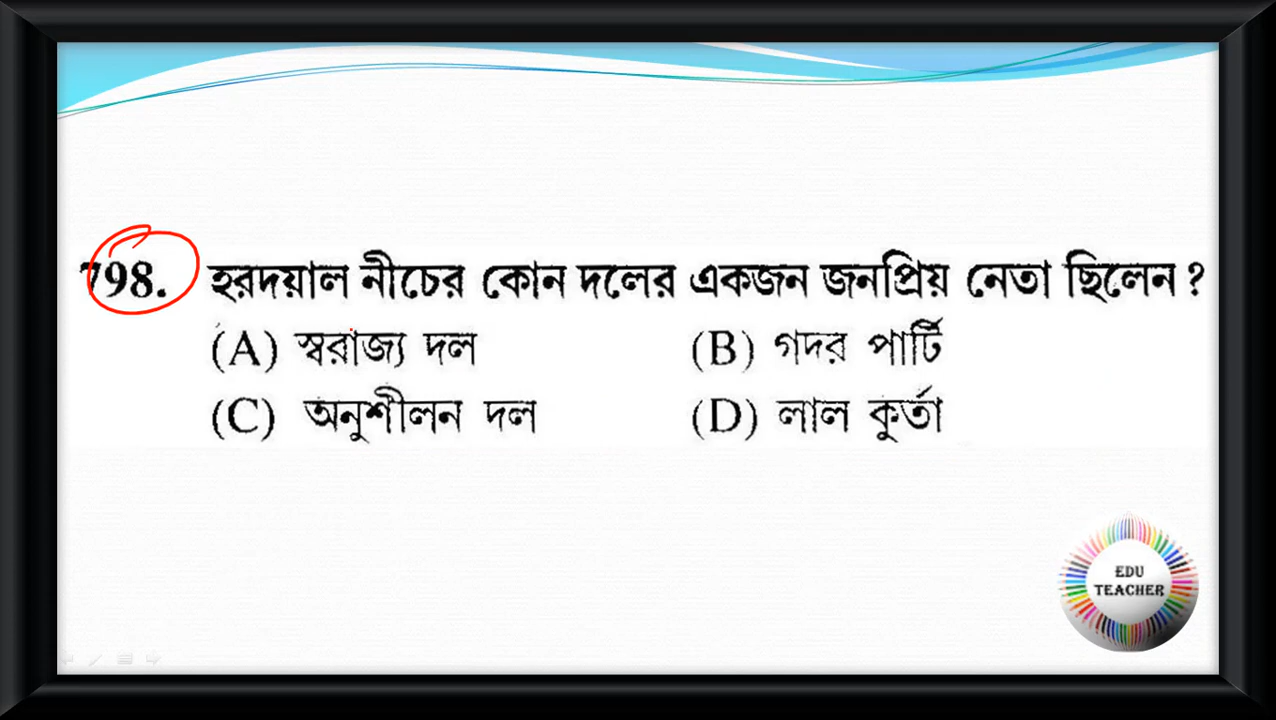 798. হরদয়াল নীচের কোন দলের একজন জনপ্রিয় নেতা ছিলেন ?
(A) স্বরাজ্য দল (B) গদর পার্টি
(C) অনুশীলন দল (D) লাল কুর্তা
EDU
TEACHER